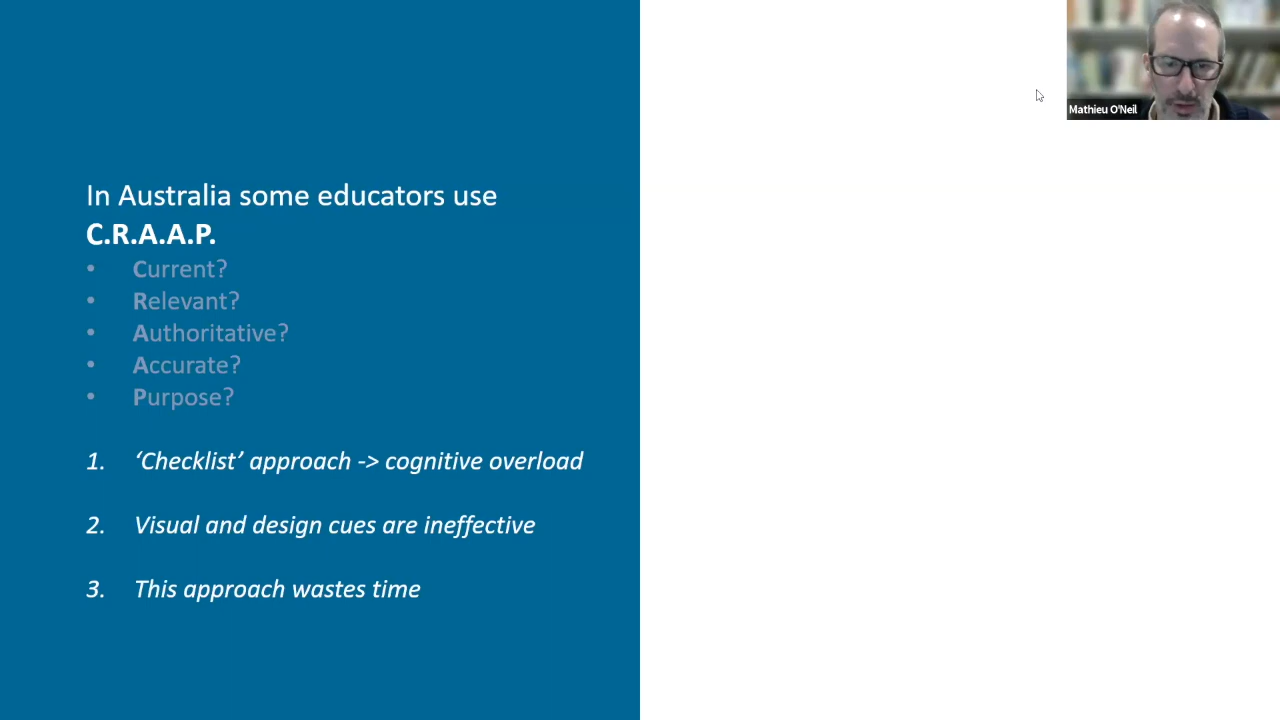 In Australia some educators use
C.R.A.A.P.
• Current?
• Relevant?
• Authoritative?
• Accurate?
• Purpose?
1. ‘Checklist’ approach -> cognitive overload
2. Visual and design cues are ineffective
3. This approach wastes time
Mathieu O'Neil